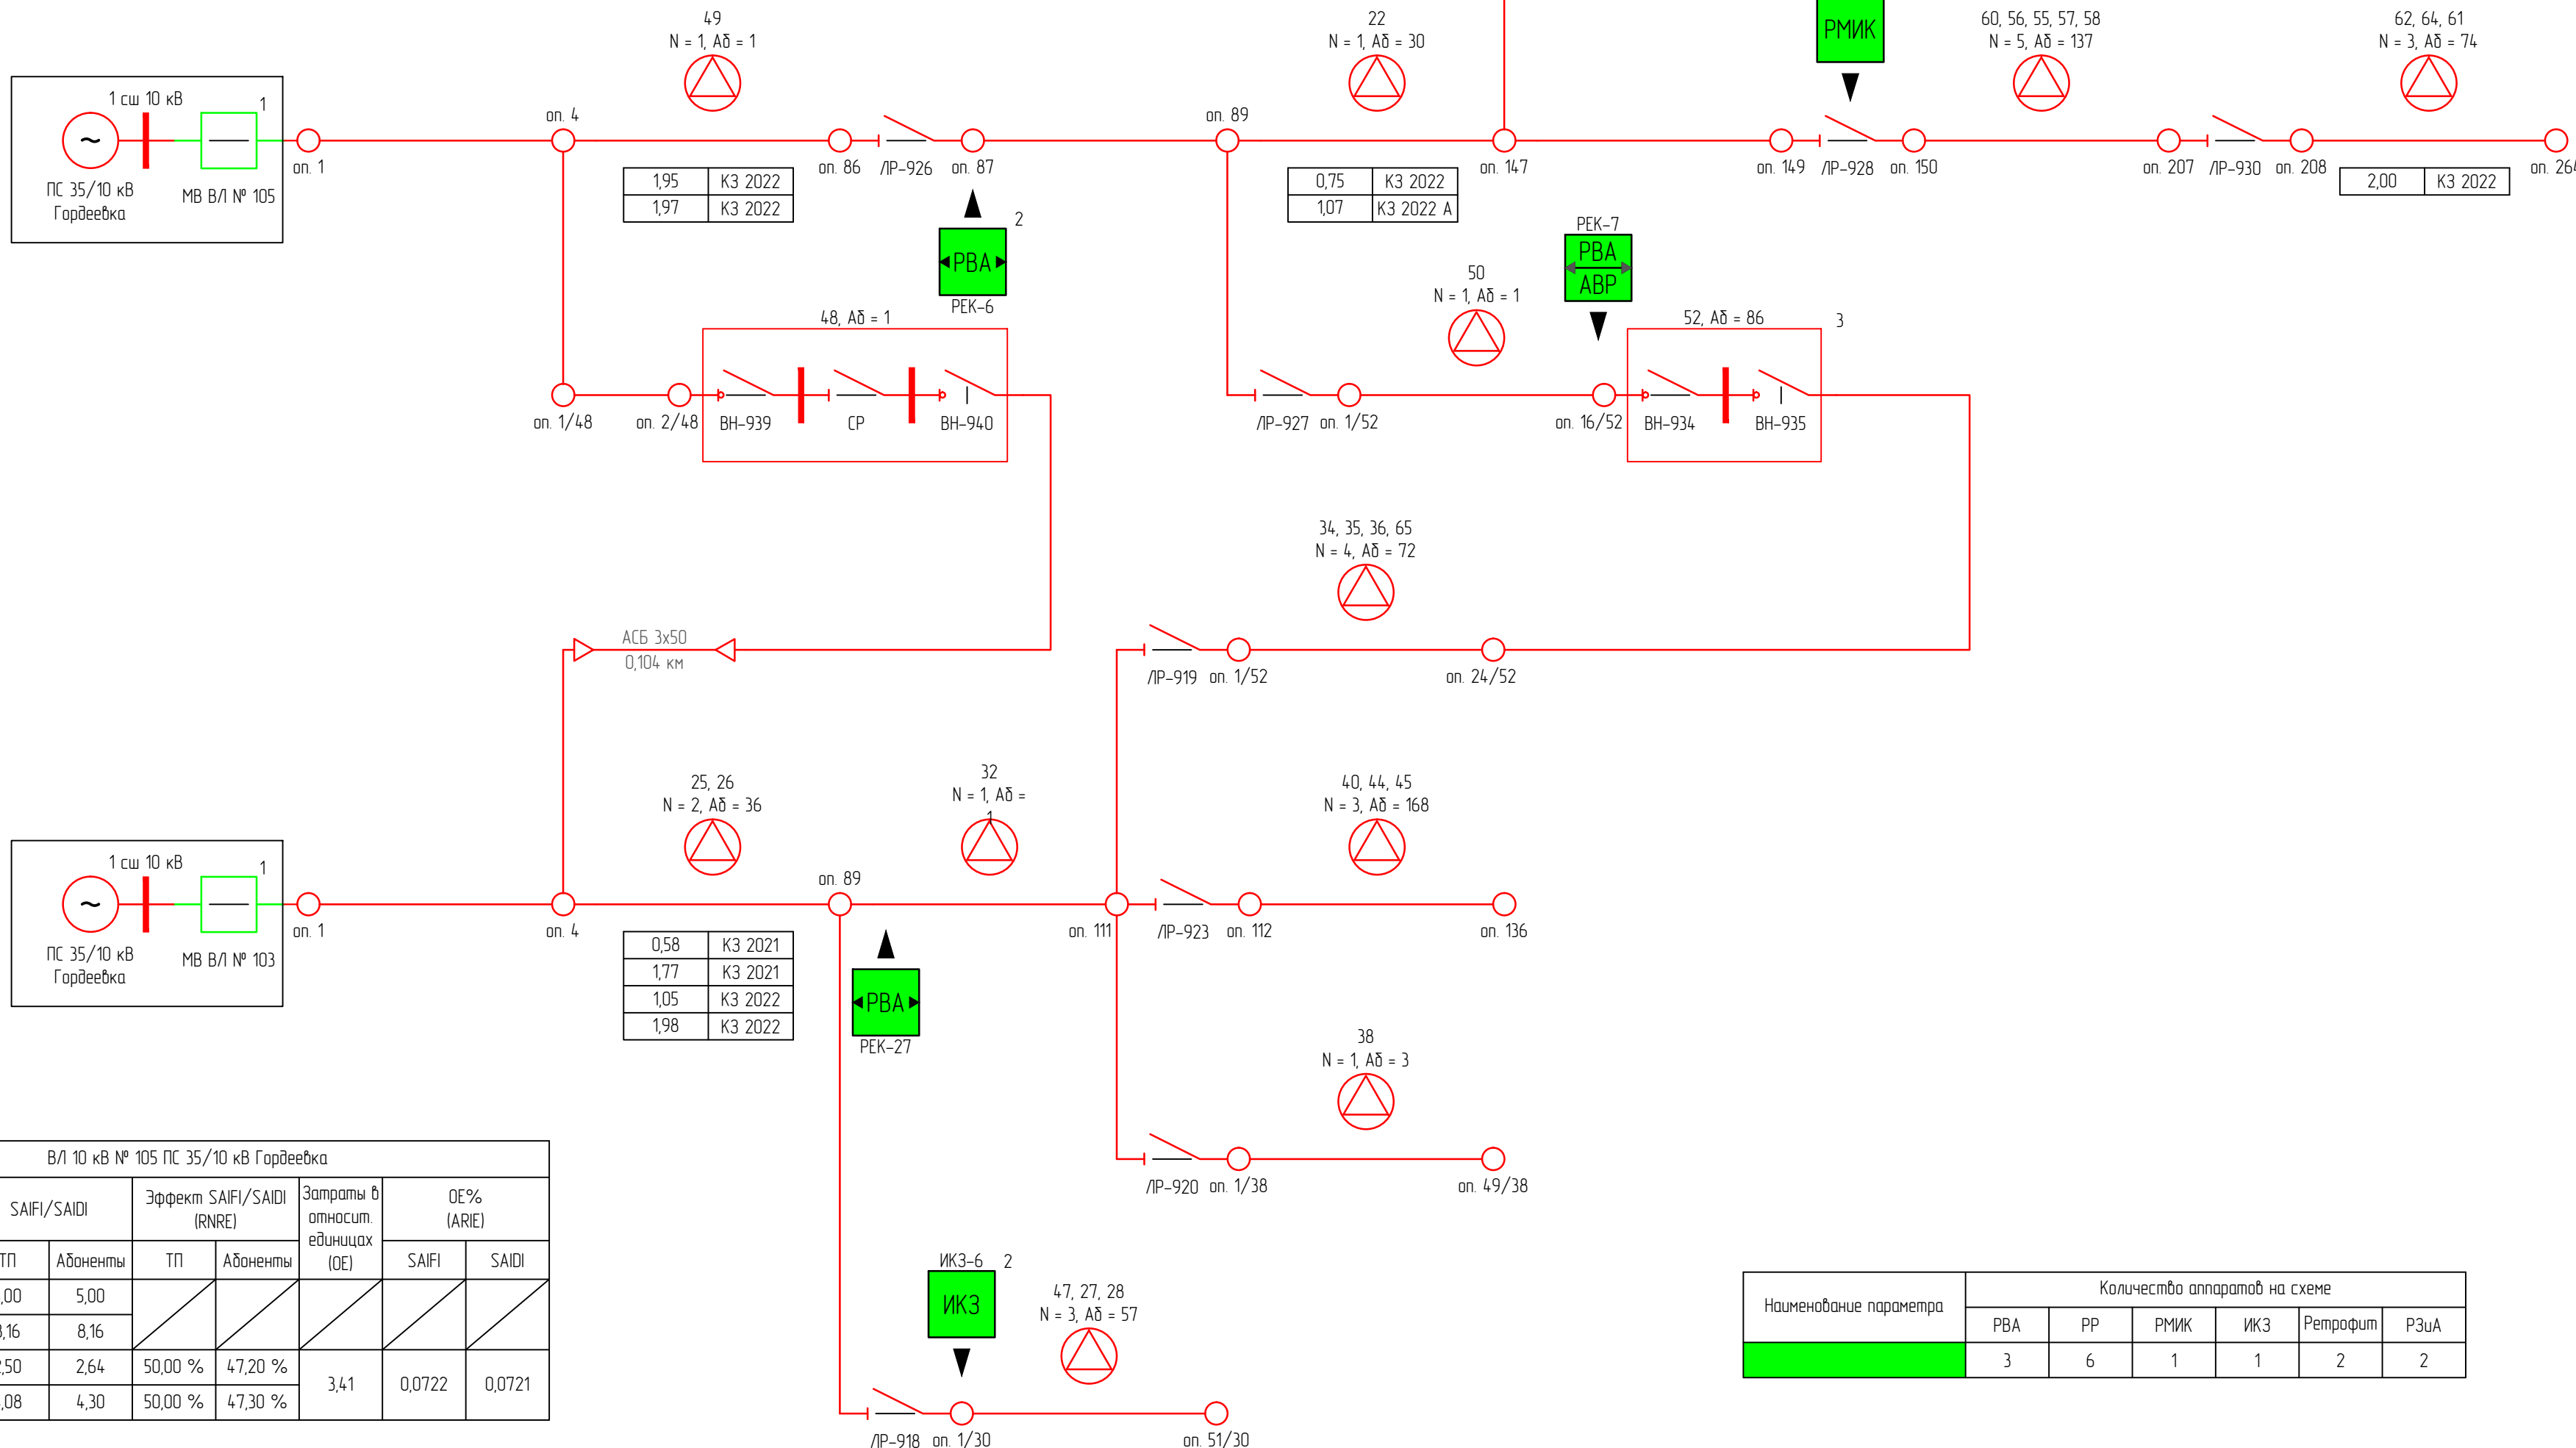 49
N = 1, Аб = 1
22
N = 1, Аб = 30
РМИК
60, 56, 55, 57, 58
N = 5, Аб = 137
62, 64, 61
N = 3, Аб = 74
1 сш 10 кВ
1
~
ПС 35/10 кВ
Гордеевка
МВ ВЛ № 105
оп. 1
оп. 4
оп. 86
ЛР-926
оп. 87
оп. 89
оп. 147
оп. 149
ЛР-928
оп. 150
оп. 207
ЛР-930
оп. 208
оп. 264
1,95 КЗ 2022
1,97 КЗ 2022
0,75 КЗ 2022
1,07 КЗ 2022 А
2,00 КЗ 2022
2
РВА
РЕК-6
РЕК-7
РВА
АВР
50
N = 1, Аб = 1
48, Аб = 1
52, Аб = 86
3
оп. 1/48
оп. 2/48
ВН-939
СР
ВН-940
ЛР-927
оп. 1/52
оп. 16/52
ВН-934
ВН-935
34, 35, 36, 65
N = 4, Аб = 72
АСБ 3х50
0,104 км
ЛР-919
оп. 1/52
оп. 24/52
25, 26
N = 2, Аб = 36
32
N = 1, Аб =
1
40, 44, 45
N = 3, Аб = 168
1 сш 10 кВ
1
~
ПС 35/10 кВ
Гордеевка
МВ ВЛ № 103
оп. 1
оп. 4
оп. 89
оп. 111
ЛР-923
оп. 112
оп. 136
0,58 КЗ 2021
1,77 КЗ 2021
1,05 КЗ 2022
1,98 КЗ 2022
РВА
РЕК-27
38
N = 1, Аб = 3
ЛР-920
оп. 1/38
оп. 49/38
ИКЗ-6
2
ИКЗ
47, 27, 28
N = 3, Аб = 57
ЛР-918
оп. 1/30
оп. 51/30
ВЛ 10 кВ № 105 ПС 35/10 кВ Гордеевка
SAIFI/SAIDI
Эффект SAIFI/SAIDI
(RNRE)
Затраты в
относит.
единицах
(ОЕ)
ОЕ%
(ARIE)
ТП Абоненты ТП Абоненты SAIFI SAIDI
,00 5,00
,16 8,16
,50 2,64 50,00 % 47,20 %
3,41 0,0722 0,0721
,08 4,30 50,00 % 47,30 %
Наименование параметра
Количество аппаратов на схеме
РВА РР РМИК ИКЗ Ретрофит РЗиА
3 6 1 1 2 2